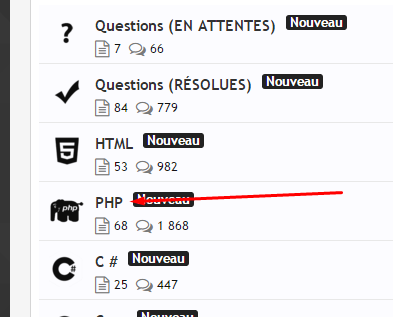 Questions (EN ATTENTES) Nouveau
7 66
Questions (RÉSOLUES) Nouveau
84 779
HTML Nouveau
53 982
php PHP Nouveau
68 1 868
C# C # Nouveau
25 447